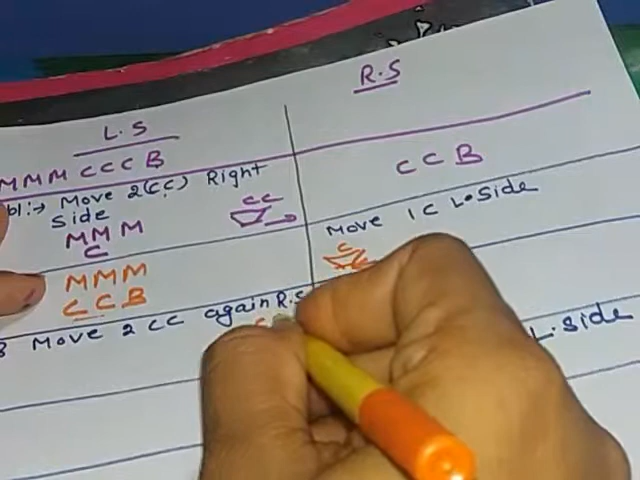 L.S
R.S
MMM CCC B
CCB
Move 2(CC) Right
side
CC
MMM
C
Move 1C L.side
C
MMM
CCB
Move 2 CC again R.S
L.side